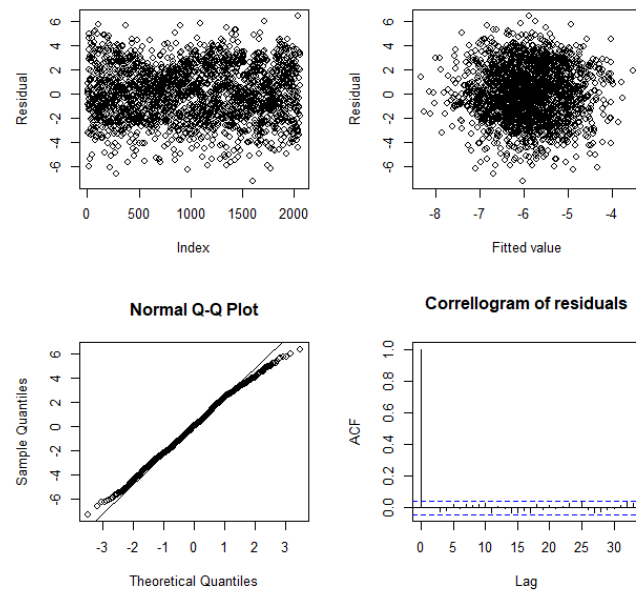 Residual
6
4
2
0
-2
-4
-6
0 500 1000 1500 2000
Index
Residual
6
4
2
0
-2
-4
-6
-8 -7 -6 -5 -4
Fitted value
Normal Q-Q Plot
Sample Quantiles
6
4
2
0
-2
-4
-6
-3 -2 -1 0 1 2 3
Theoretical Quantiles
Correllogram of residuals
ACF
1.0
0.8
0.6
0.4
0.2
0.0
0 5 10 15 20 25 30
Lag